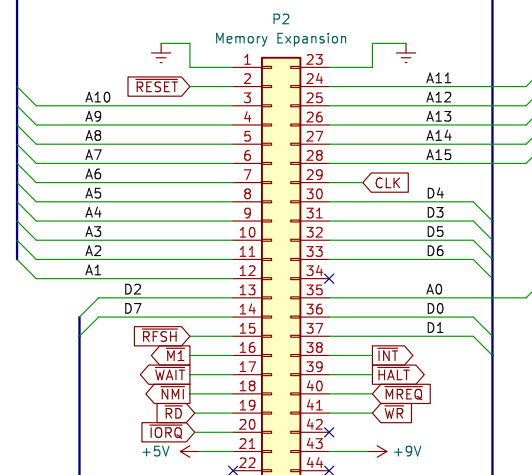 P2
Memory Expansion
1 23
RESET 2 24 A11
A10 3 25 A12
A9 4 26 A13
A8 5 27 A14
A7 6 28 A15
A6 7 29 CLK
A5 8 30 D4
A4 9 31 D3
A3 10 32 D5
A2 11 33 D6
A1 12 34
D2 13 35 A0
D7 14 36 D0
RFSH 15 37 D1
M1 16 38 INT
WAIT 17 39 HALT
NMI 18 40 MREQ
RD 19 41 WR
IORQ 20 42
+5V 21 43 +9V
22 44